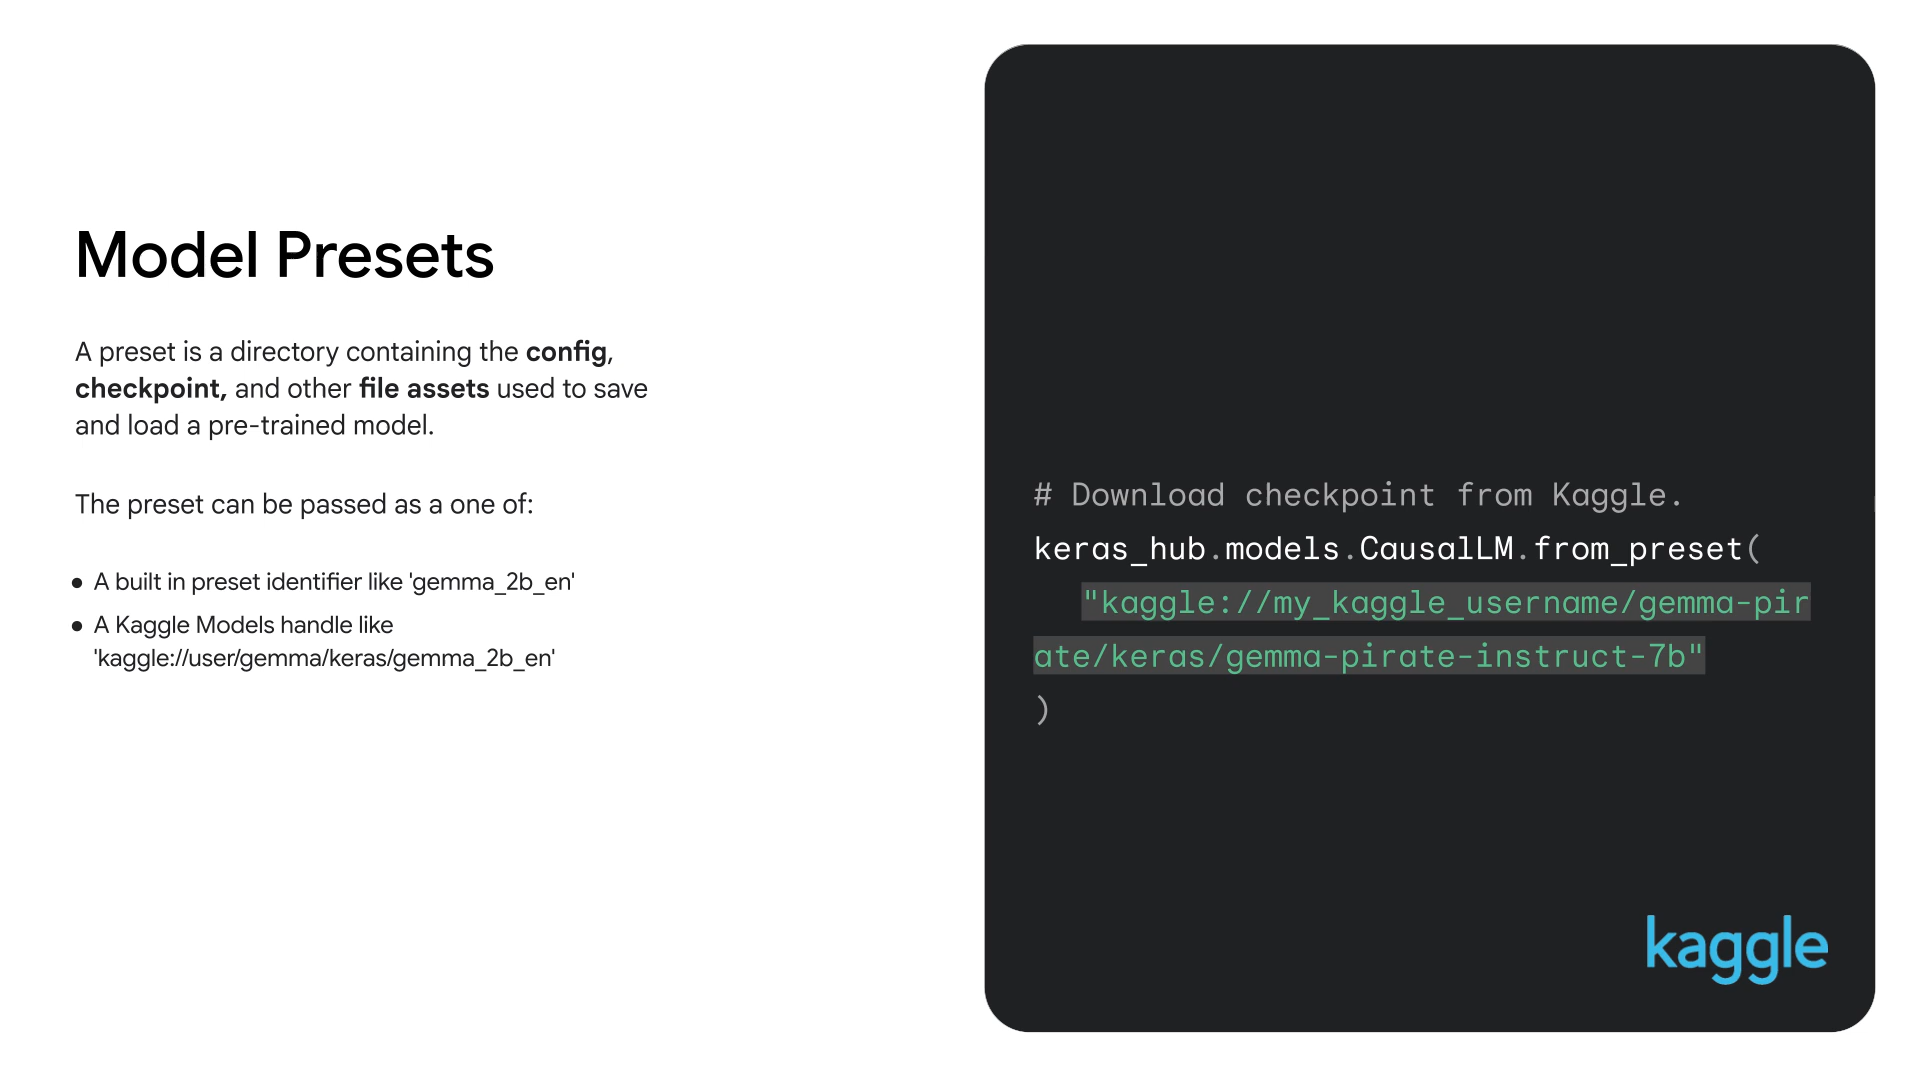 Model Presets
A preset is a directory containing the config,
checkpoint, and other file assets used to save
and load a pre-trained model.
The preset can be passed as a one of:
● A built in preset identifier like 'gemma_2b_en'
● A Kaggle Models handle like
'kaggle://user/gemma/keras/gemma_2b_en'
# Download checkpoint from Kaggle.
keras_hub.models.CausalLM.from_preset(
"kaggle://my_kaggle_username/gemma-pir
ate/keras/gemma-pirate-instruct-7b"
)
kaggle